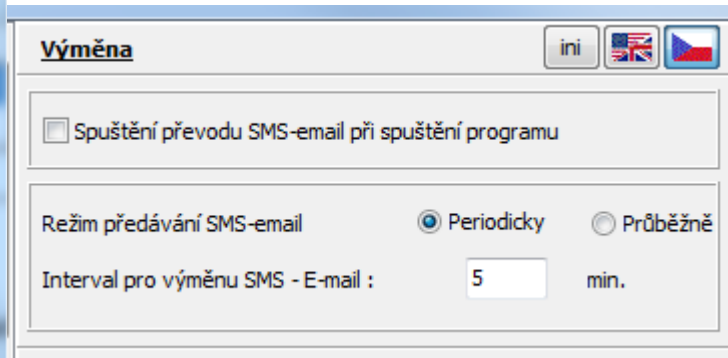 Výměna ini
Spuštění převodu SMS-email při spuštění programu
Režim předávání SMS-email Periodicky Průběžně
Interval pro výměnu SMS - E-mail : 5 min.